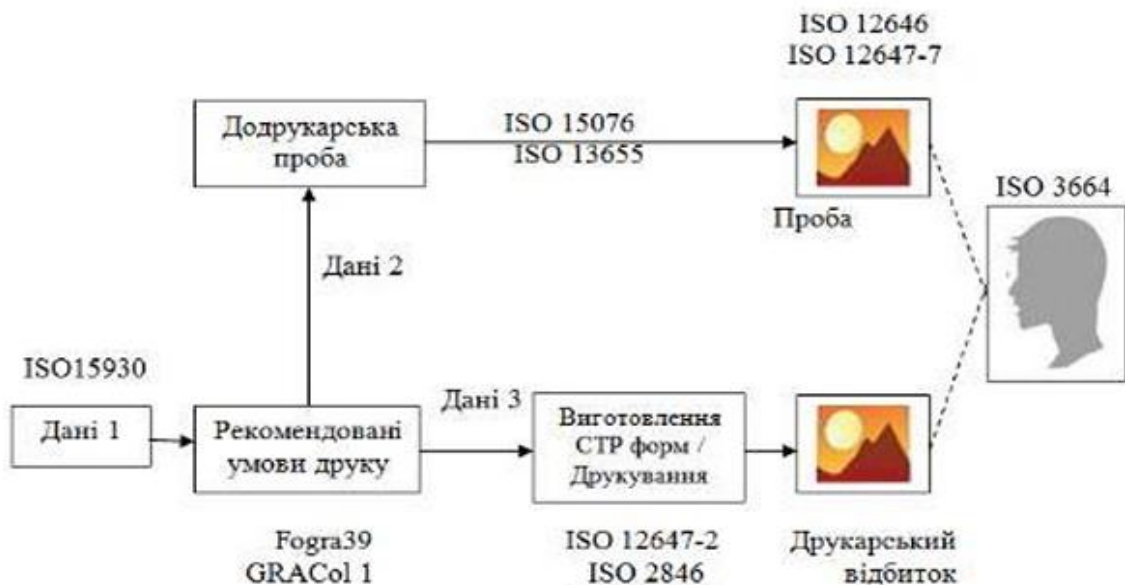 ISO 12646
ISO 12647-7
Додрукарська
проба
ISO 15076
ISO 13655
Проба
ISO 3664
Дані 2
ISO15930
Дані 1
Рекомендовані
умови друку
Дані 3
Виготовлення
СТР форм /
Друкування
Fogra39
GRACol 1
ISO 12647-2
ISO 2846
Друкарський
відбиток